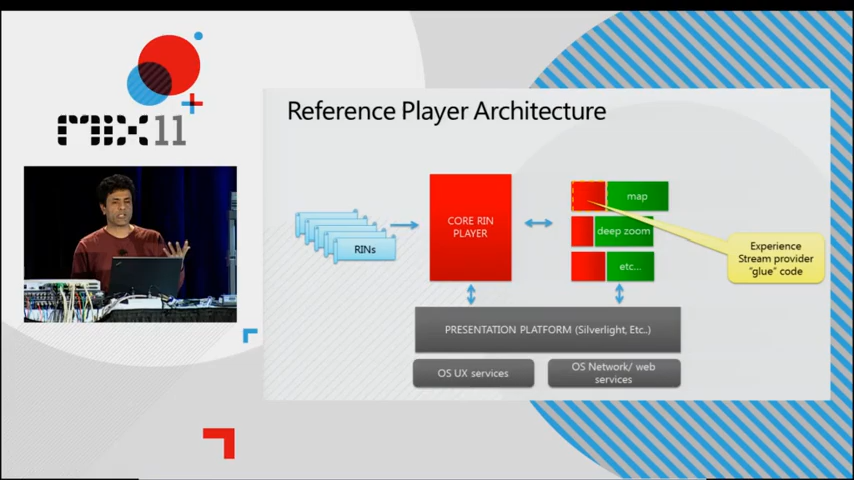 MIX11
Reference Player Architecture
RINs
CORE RIN
PLAYER
map
deep zoom
etc...
Experience
Stream provider
"glue" code
PRESENTATION PLATFORM (Silverlight, Etc..)
OS UX services
OS Network/ web
services